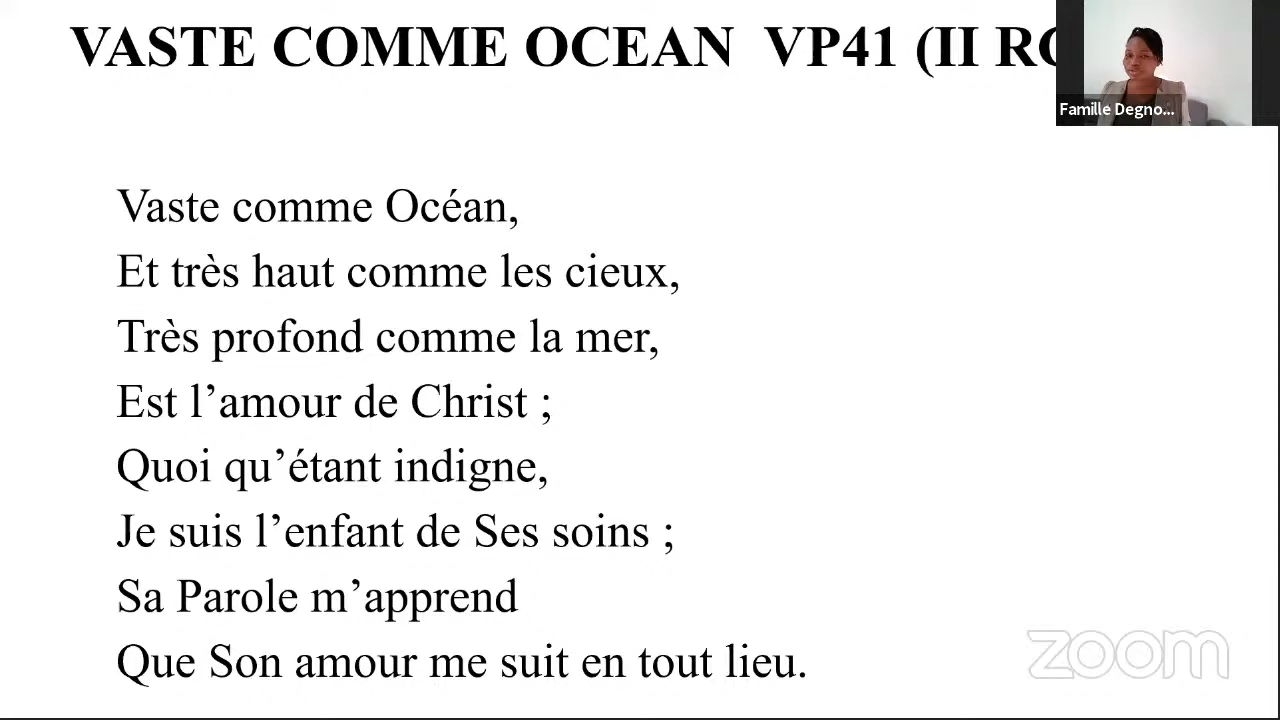 VASTE COMME OCEAN VP41 (II
Famille Degno...
Vaste comme Océan,
Et très haut comme les cieux,
Très profond comme la mer,
Est l’amour de Christ ;
Quoi qu’étant indigne,
Je suis l’enfant de Ses soins ;
Sa Parole m’apprend
Que Son amour me suit en tout lieu.
zoom